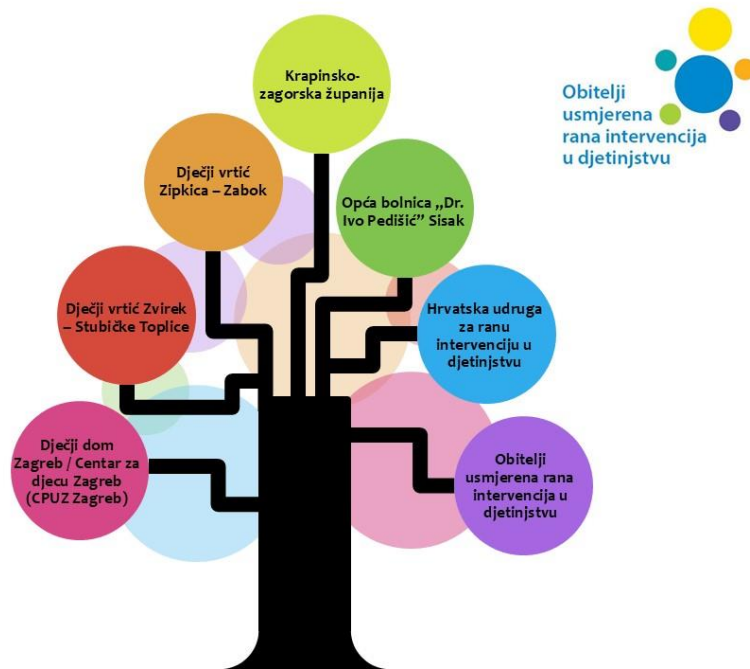 Krapinsko-
zagorska županija
Obitelji
usmjerena
rana intervencija
u djetinjstvu
Dječji vrtić
Zipkica – Zabok
Opća bolnica „Dr.
Ivo Pedišić” Sisak
Dječji vrtić Zvirek
– Stubičke Toplice
Hrvatska udruga
za ranu
intervenciju u
djetinjstvu
Dječji dom
Zagreb / Centar za
djecu Zagreb
(CPUZ Zagreb)
Obitelji
usmjerena rana
intervencija u
djetinjstvu